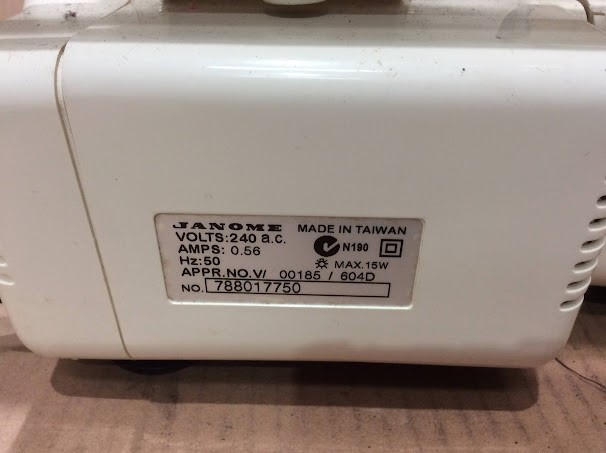 JANOME MADE IN TAIWAN
VOLTS:240 a.c.
AMPS: 0.56 N190
Hz:50 MAX.15W
APPR.NO.V/ 00185 / 604D
NO. 788017750